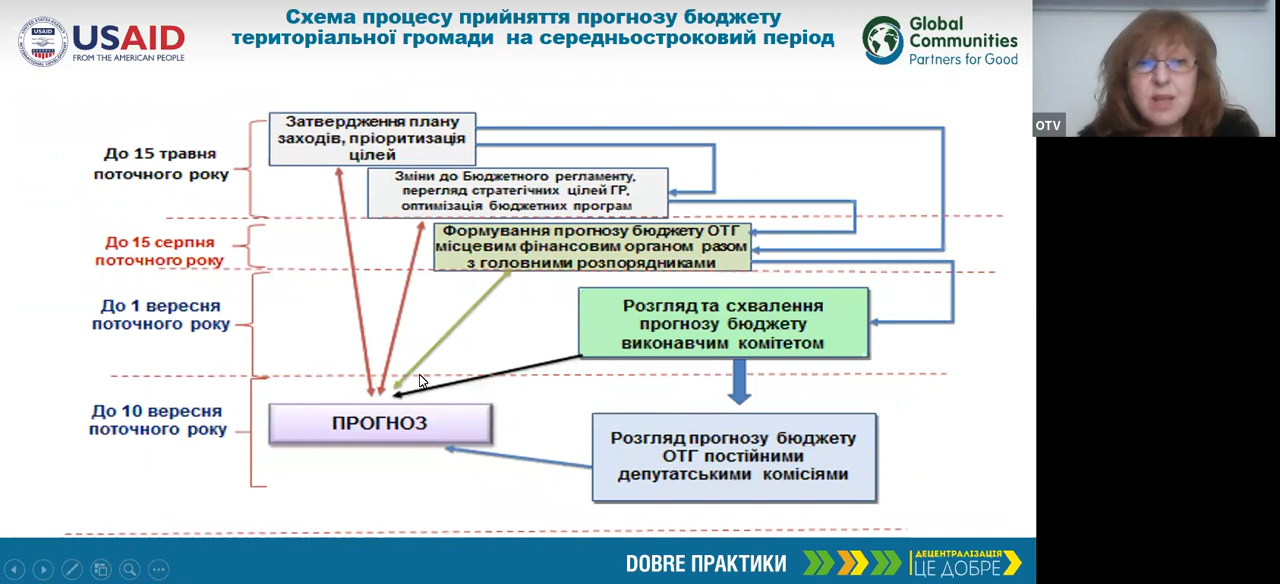 Схема процесу прийняття прогнозу бюджету
територіальної громади на середньостроковий період
USAID
FROM THE AMERICAN PEOPLE
Global
Communities
Partners for Good
OTV
До 15 травня
поточного року
Затвердження плану
заходів, пріоритизація
цілей
Зміни до Бюджетного регламенту,
перегляд стратегічних цілей ГР,
оптимізація бюджетних програм
До 15 серпня
поточного року
Формування прогнозу бюджету ОТГ
місцевим фінансовим органом разом
з головними розпорядниками
До 1 вересня
поточного року
Розгляд та схвалення
прогнозу бюджету
виконавчим комітетом
До 10 вересня
поточного року
ПРОГНОЗ
Розгляд прогнозу бюджету
ОТГ постійними
депутатськими комісіями
DOBRE ПРАКТИКИ
ДЕЦЕНТРАЛІЗАЦІЯ
ЦЕ ДОБРЕ